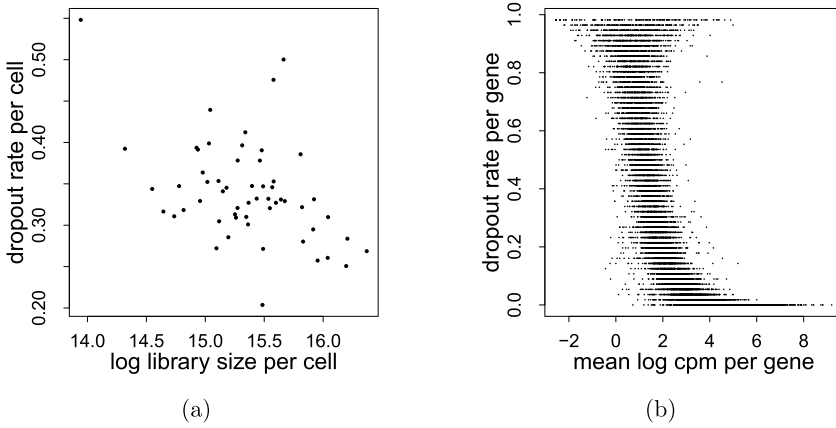 dropout rate per cell
0.50
0.40
0.30
0.20
14.0 14.5 15.0 15.5 16.0
log library size per cell
(a)
dropout rate per gene
1.0
0.8
0.6
0.4
0.2
0.0
−2 0 2 4 6 8
mean log cpm per gene
(b)